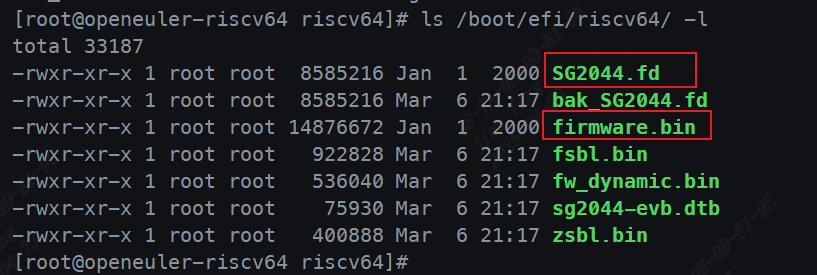 [root@openeuler-riscv64 riscv64]# ls /boot/efi/riscv64/ -l
total 33187
-rwxr-xr-x 1 root root  8585216 Jan  1  2000 SG2044.fd
-rwxr-xr-x 1 root root  8585216 Mar  6 21:17 bak_SG2044.fd
-rwxr-xr-x 1 root root 14876672 Jan  1  2000 firmware.bin
-rwxr-xr-x 1 root root   922828 Mar  6 21:17 fsbl.bin
-rwxr-xr-x 1 root root   536040 Mar  6 21:17 fw_dynamic.bin
-rwxr-xr-x 1 root root    75930 Mar  6 21:17 sg2044-evb.dtb
-rwxr-xr-x 1 root root   400888 Mar  6 21:17 zsbl.bin
[root@openeuler-riscv64 riscv64]#